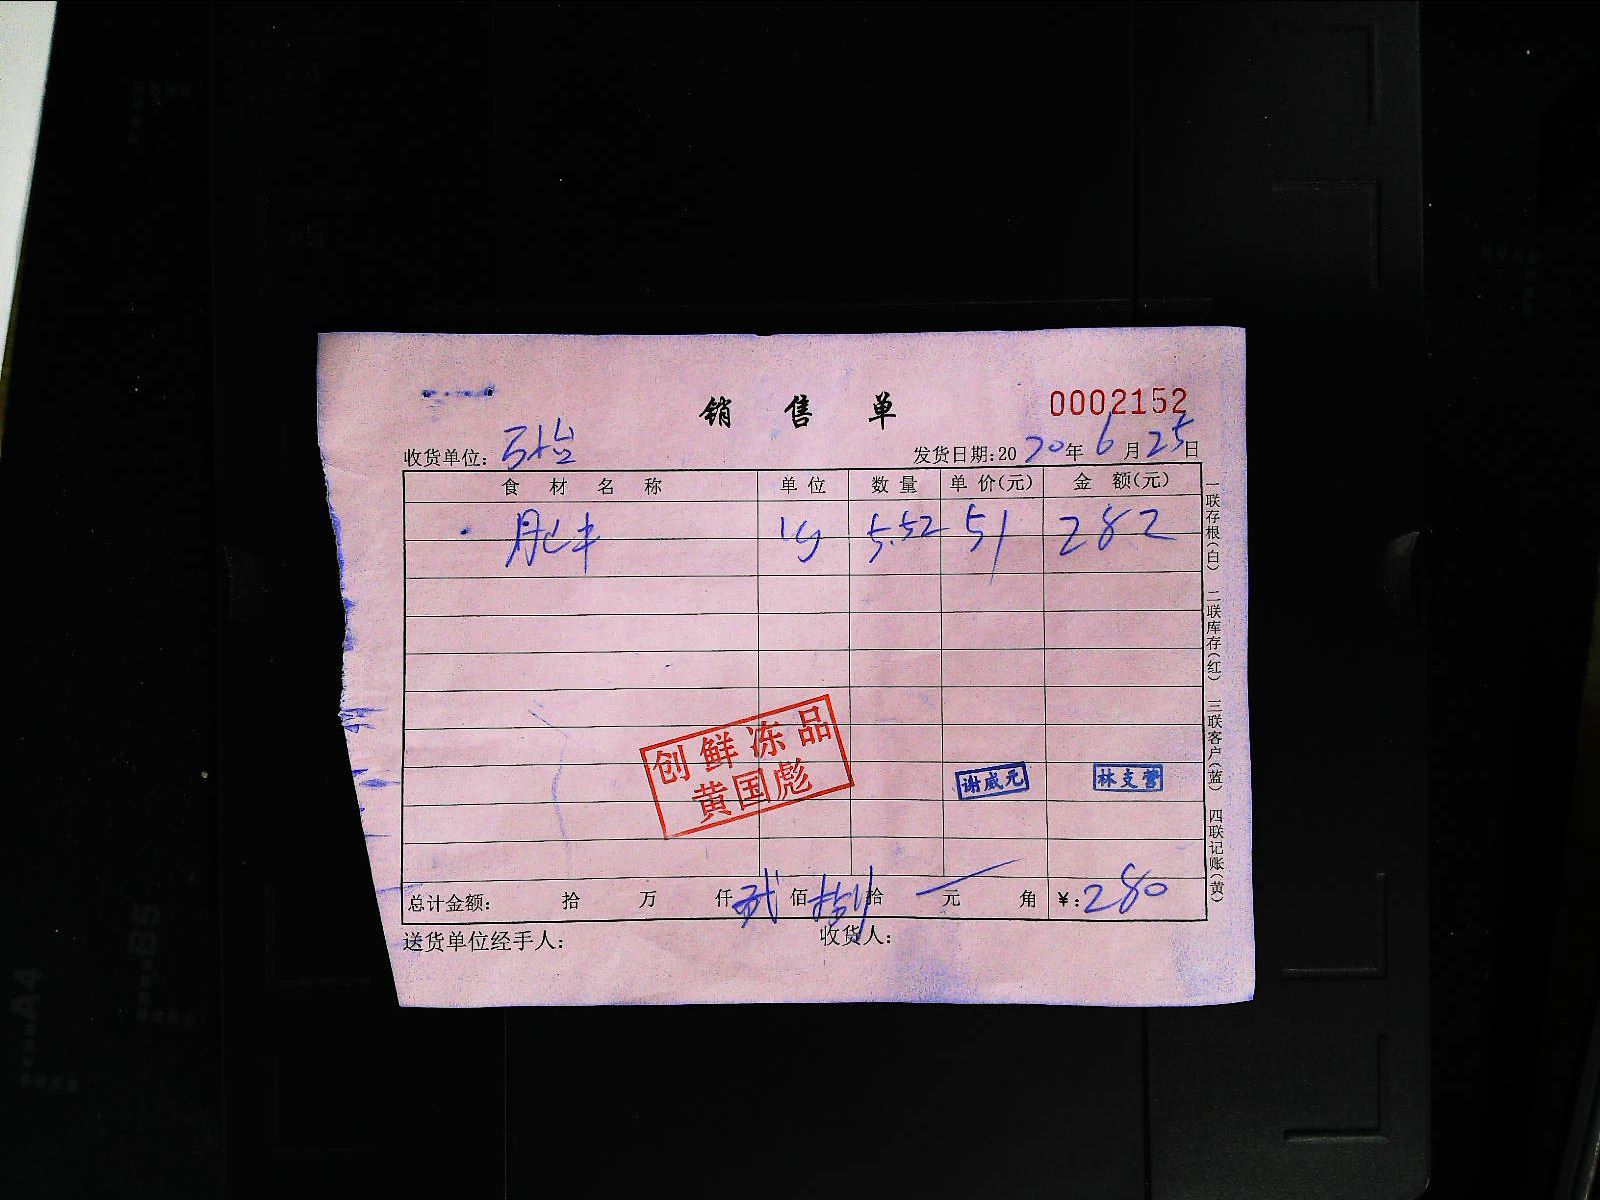 销售单 0002152
收货单位: 发货日期:2020年6月25日
食材名称 单位 数量 单价(元) 金额(元)
肥牛 kg 5.52 51 282
创鲜冻品
黄国彪
谢成元 林支营
总计金额: 拾 万 仟贰佰捌拾 元 角 ¥:280
送货单位经手人: 收货人:
一联存根(白) 二联库存(红) 三联客户(蓝) 四联记账(黄)
A4
B5